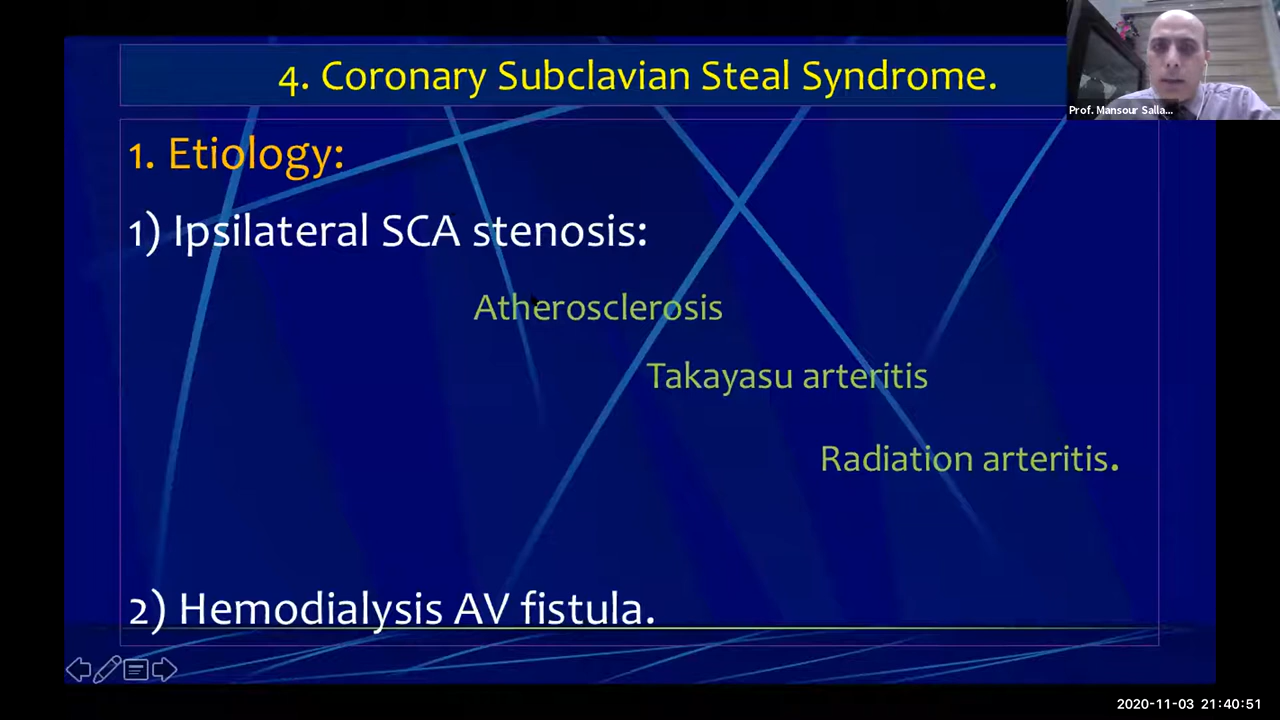 4. Coronary Subclavian Steal Syndrome.
Prof. Mansour Salla...
1. Etiology:
1) Ipsilateral SCA stenosis:
Atherosclerosis
Takayasu arteritis
Radiation arteritis.
2) Hemodialysis AV fistula.
2020-11-03 21:40:51